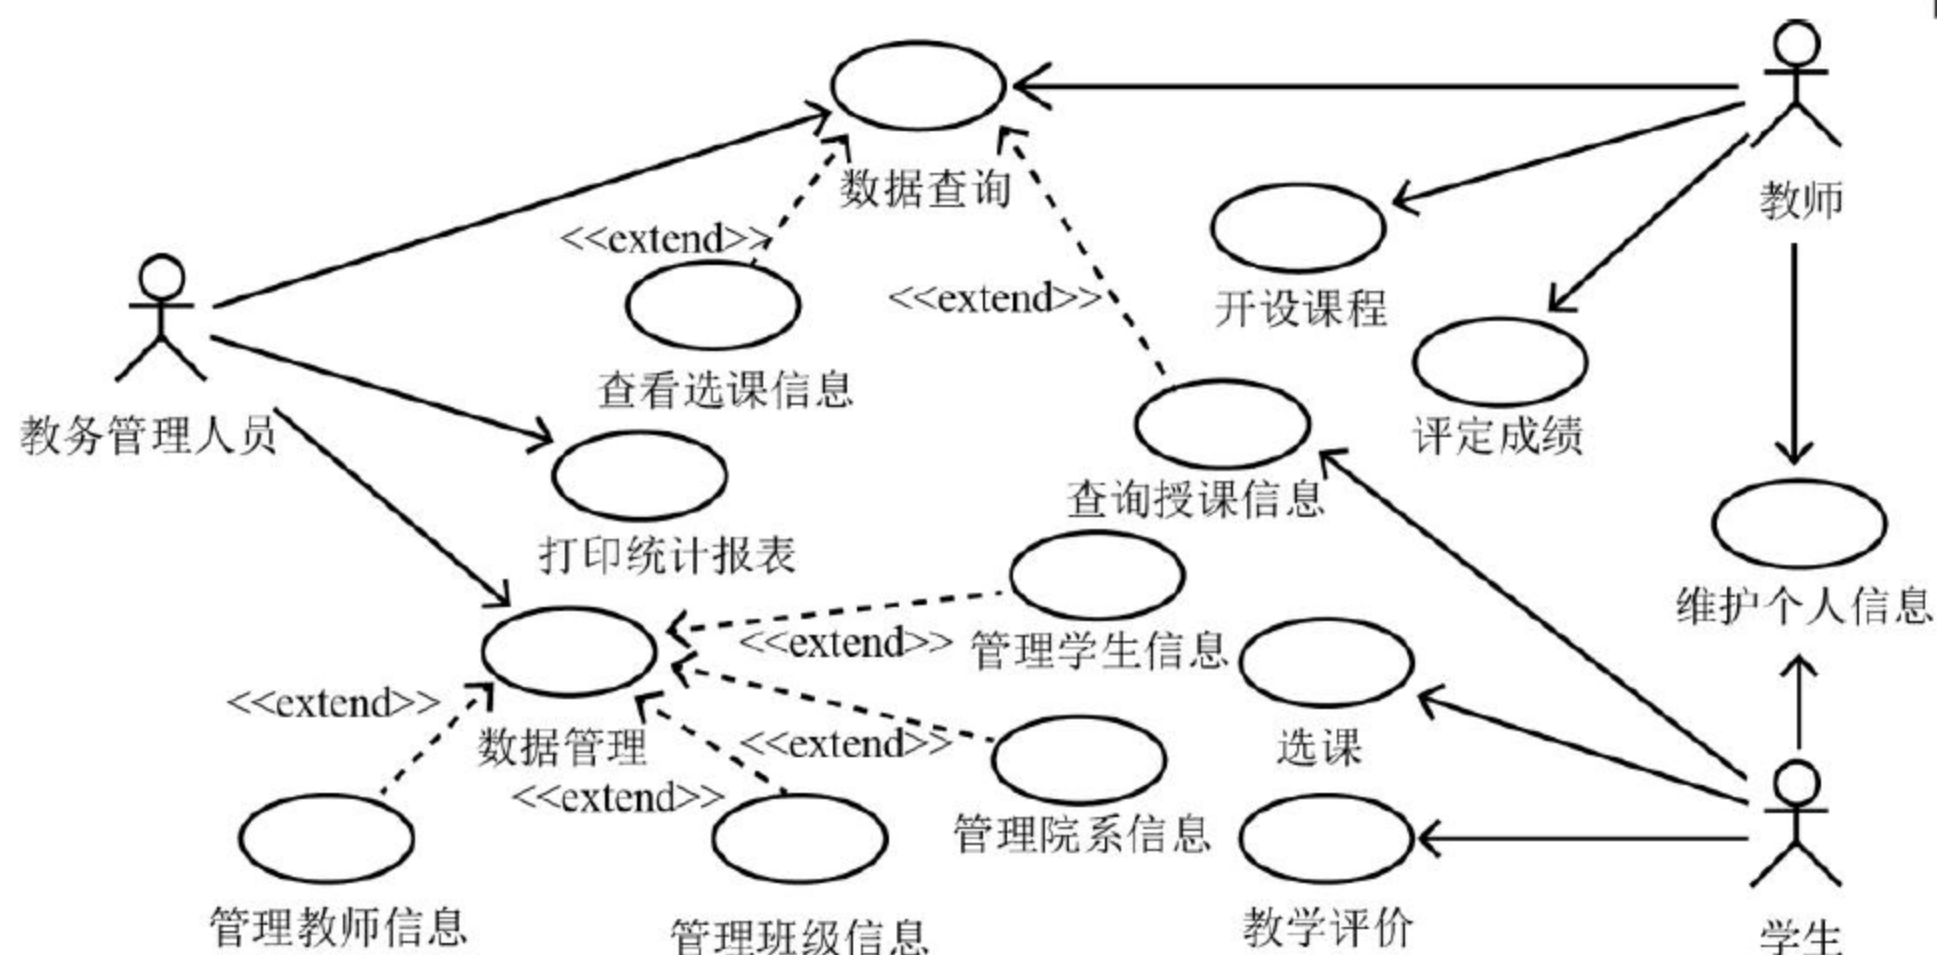 数据查询
教师
<<extend>>
<<extend>>
开设课程
查看选课信息
教务管理人员
评定成绩
查询授课信息
打印统计报表
维护个人信息
<<extend>>
管理学生信息
<<extend>>
数据管理
<<extend>>
选课
<<extend>>
管理院系信息
管理教师信息
管理班级信息
教学评价
学生